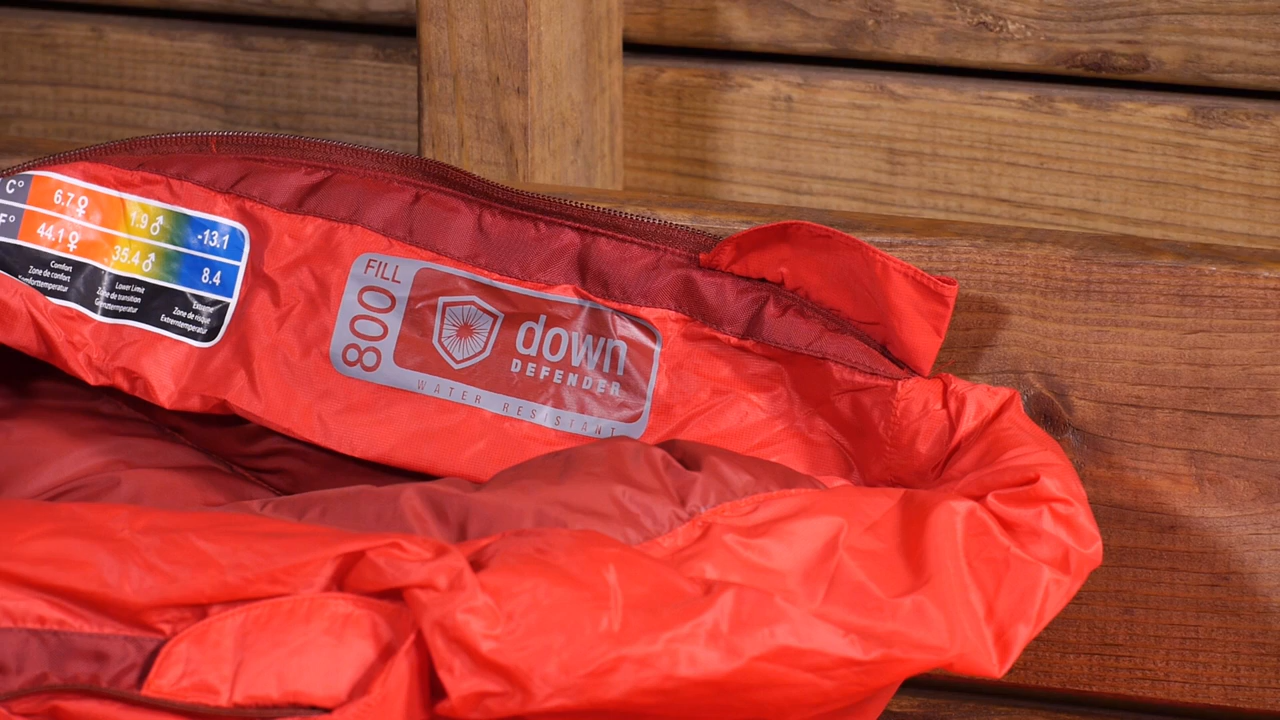 C° 6.7♀ 1.9♂ -13.1
F° 44.1♀ 35.4♂ 8.4
Comfort Lower Limit Extreme
Zone de confort Zone de transition Zone de risque
Komforttemperatur Grenztemperatur Extremtemperatur
FILL
800
down
DEFENDER
WATER RESISTANT